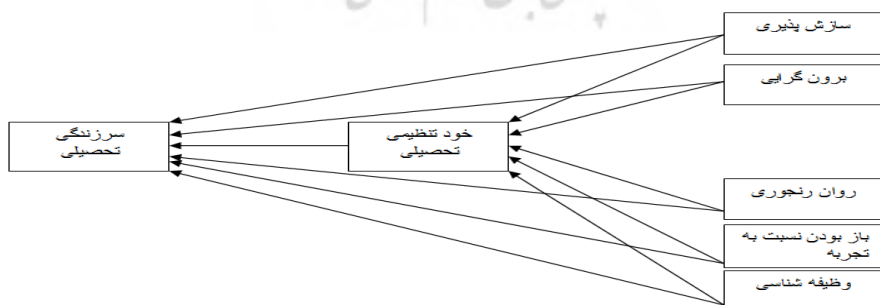 سازش پذیری
برون گرایی
خود تنظیمی
تحصیلی
سرزندگی
تحصیلی
روان رنجوری
باز بودن نسبت به
تجربه
وظیفه شناسی